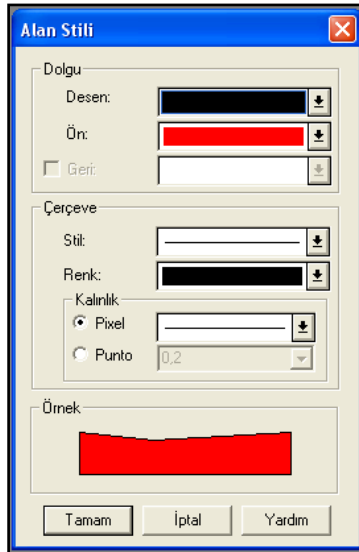 Alan Stili
Dolgu
Desen:
Ön:
Geri:
Çerçeve
Stil:
Renk:
Kalınlık
Pixel
Punto 0,2
Örnek
Tamam İptal Yardım